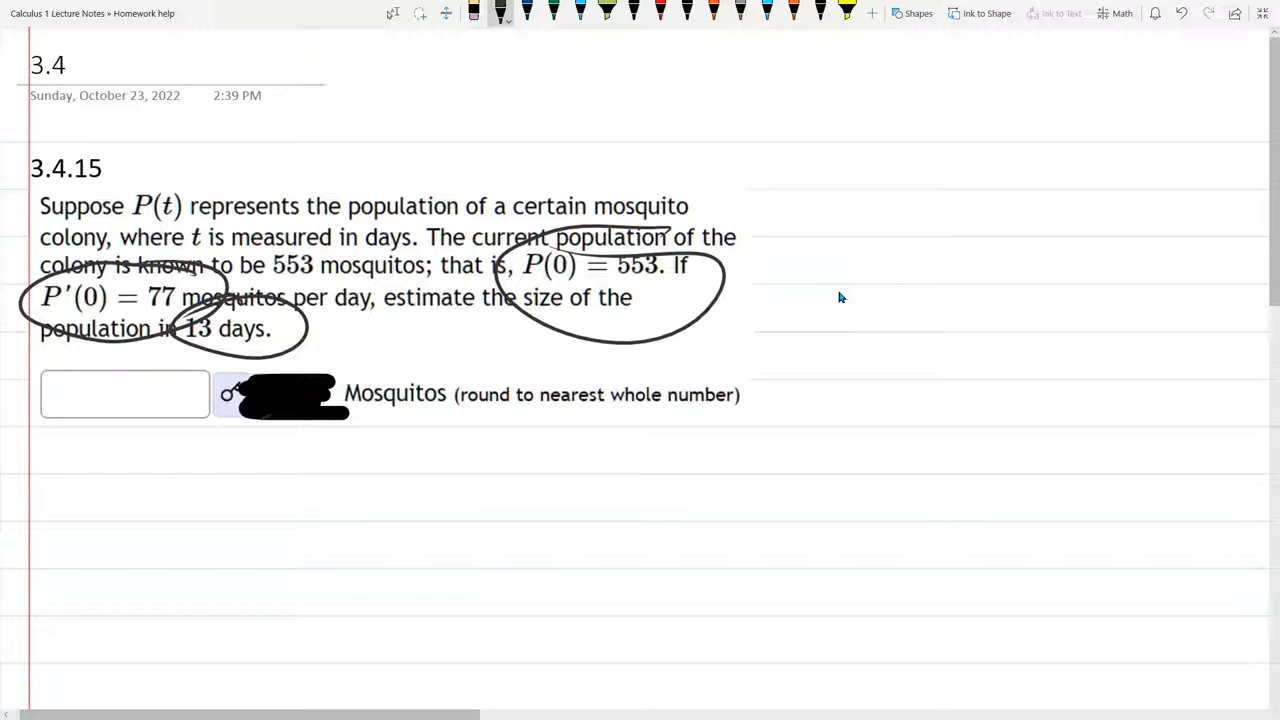 Calculus 1 Lecture Notes » Homework help
Shapes
Ink to Shape
Ink to Text
Math
3.4
Sunday, October 23, 2022 2:39 PM
3.4.15
Suppose P(t) represents the population of a certain mosquito
colony, where t is measured in days. The current population of the
colony is known to be 553 mosquitos; that is, P(0) = 553. If
P'(0) = 77 mosquitos per day, estimate the size of the
population in 13 days.
Mosquitos (round to nearest whole number)